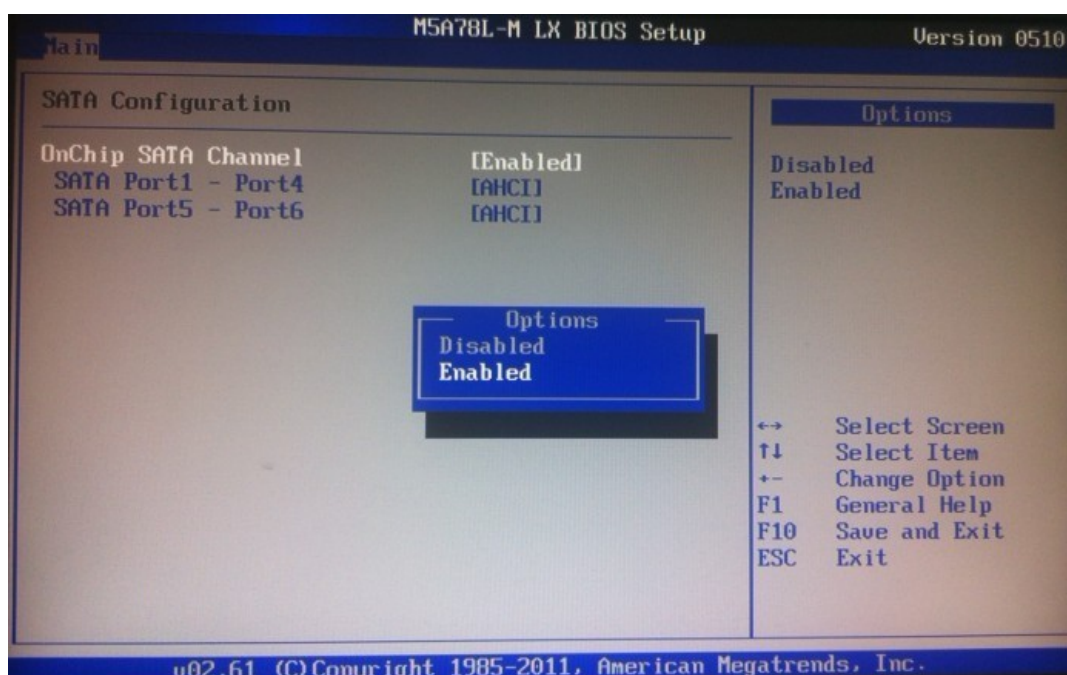 M5A78L-M LX BIOS Setup
Version 0510
Main
SATA Configuration
OnChip SATA Channel [Enabled]
SATA Port1 - Port4 [AHCI]
SATA Port5 - Port6 [AHCI]
Options
Disabled
Enabled
Options
Disabled
Enabled
←→ Select Screen
↑↓ Select Item
+- Change Option
F1 General Help
F10 Save and Exit
ESC Exit
v02.61 (C)Copyright 1985-2011, American Megatrends, Inc.